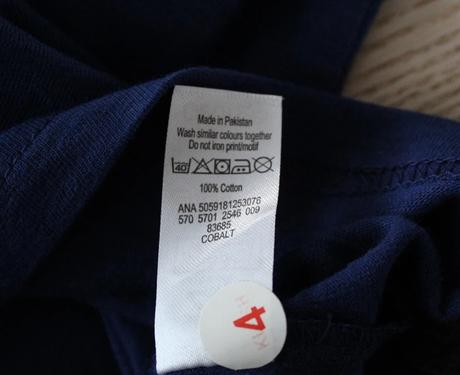 Made in Pakistan
Wash similar colours together
Do not iron print/motif
40
100% Cotton
ANA 5059181253076
570 5701 2546 009
83685
COBALT
4